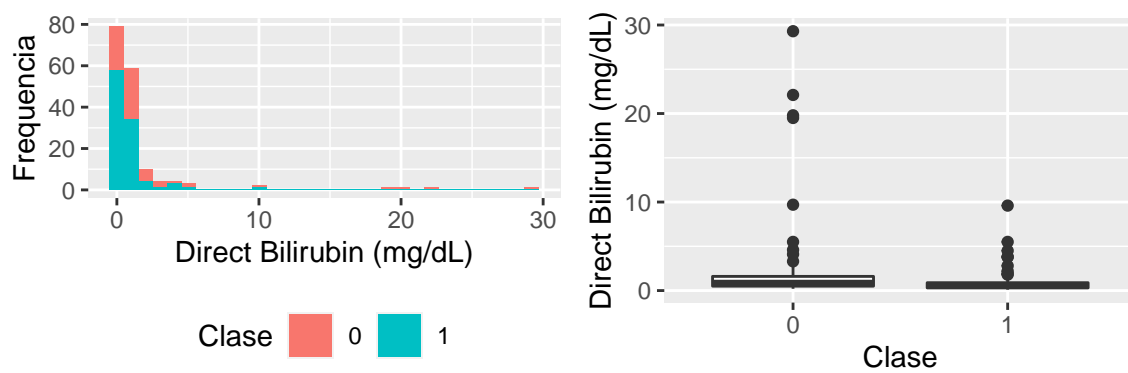 80
60
40
20
0
Frequencia
0 10 20 30
Direct Bilirubin (mg/dL)
Clase 0 1
30
20
10
0
Direct Bilirubin (mg/dL)
0 1
Clase